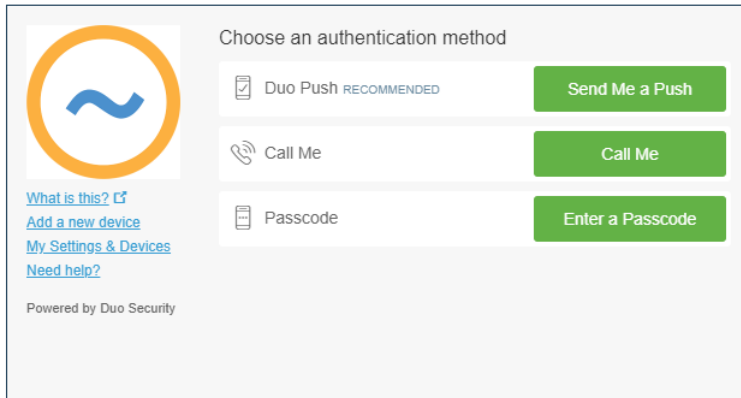 Choose an authentication method
Duo Push RECOMMENDED
Send Me a Push
Call Me
Call Me
Passcode
Enter a Passcode
What is this?
Add a new device
My Settings & Devices
Need help?
Powered by Duo Security